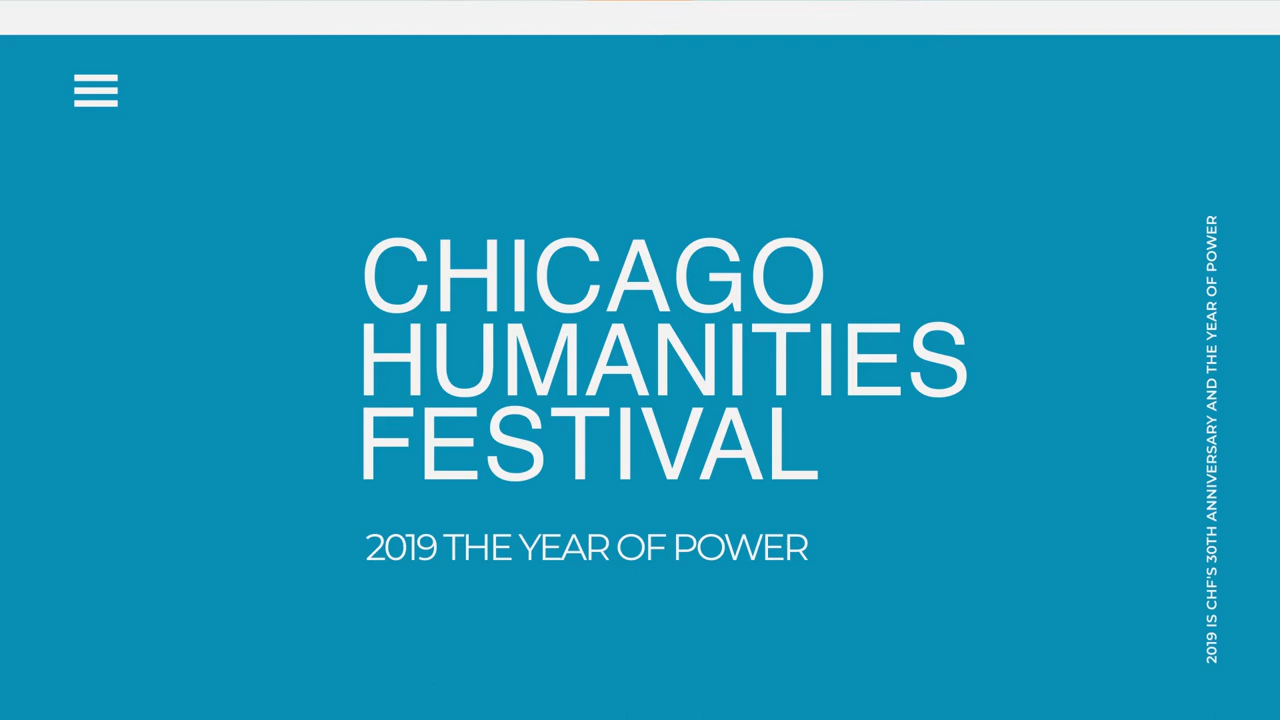 CHICAGO
HUMANITIES
FESTIVAL
2019 THE YEAR OF POWER
2019 IS CHF'S 30TH ANNIVERSARY AND THE YEAR OF POWER